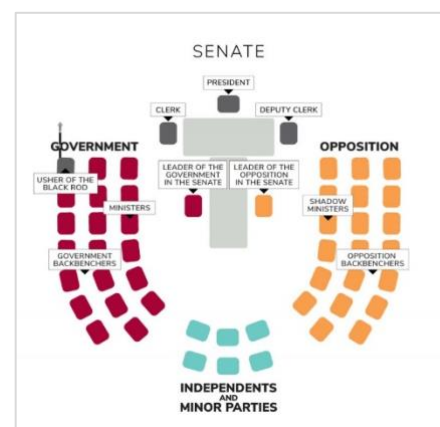 SENATE
PRESIDENT
CLERK
DEPUTY CLERK
GOVERNMENT
OPPOSITION
USHER OF THE
BLACK ROD
LEADER OF THE
GOVERNMENT
IN THE SENATE
LEADER OF THE
OPPOSITION
IN THE SENATE
MINISTERS
SHADOW
MINISTERS
GOVERNMENT
BACKBENCHERS
OPPOSITION
BACKBENCHERS
INDEPENDENTS
AND
MINOR PARTIES